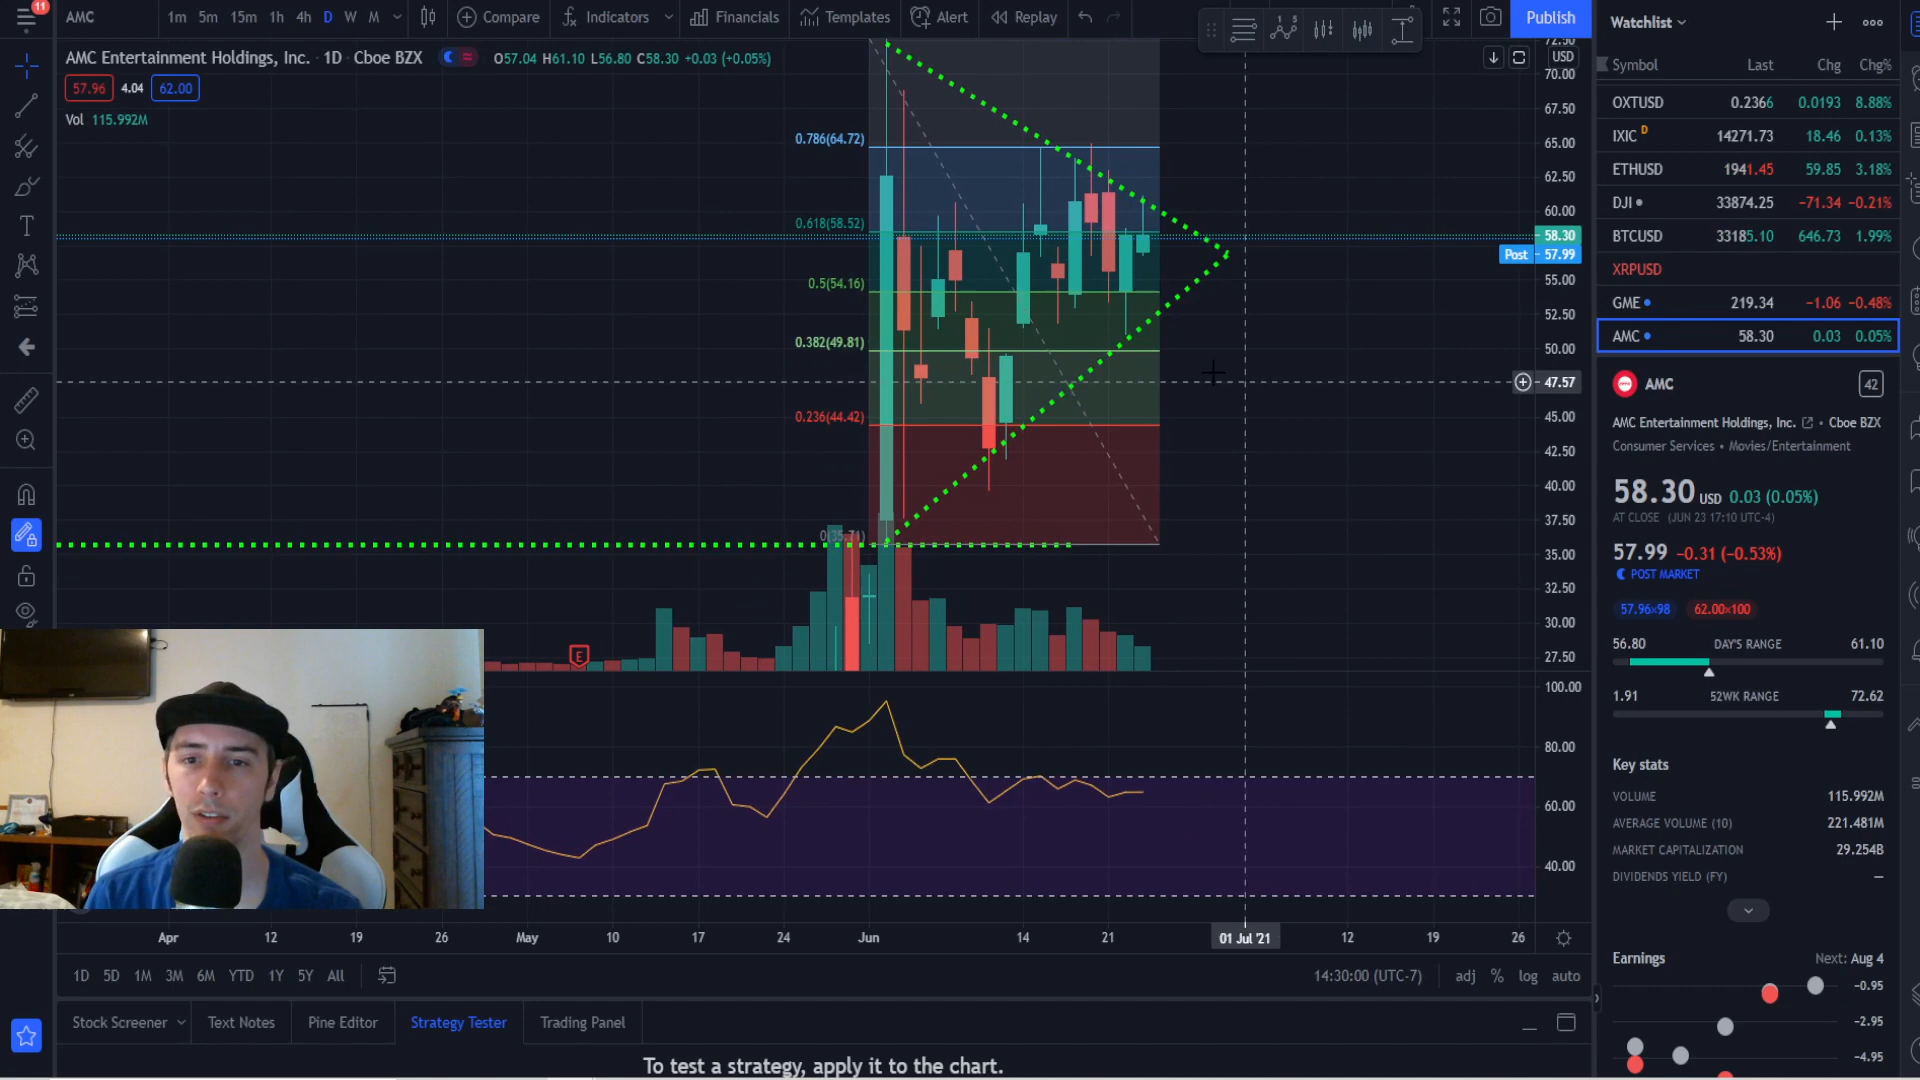 11
AMC
1m 5m 15m 1h 4h D W M
Compare
Indicators
Financials
Templates
Alert
Replay
Publish
AMC Entertainment Holdings, Inc. · 1D · Cboe BZX
O57.04 H61.10 L56.80 C58.30 +0.03 (+0.05%)
57.96 4.04 62.00
Vol 115.992M
0.786(64.72)
0.618(58.52)
0.5(54.16)
0.382(49.81)
0.236(44.42)
0(35.71)
E
USD
72.50
70.00
67.50
65.00
62.50
60.00
58.30
Post 57.99
55.00
52.50
50.00
47.57
45.00
42.50
40.00
37.50
35.00
32.50
30.00
27.50
100.00
80.00
60.00
40.00
Apr 12 19 26 May 10 17 24 Jun 14 21 01 Jul '21 12 19 26
1D 5D 1M 3M 6M YTD 1Y 5Y All
14:30:00 (UTC-7) adj % log auto
Stock Screener Text Notes Pine Editor Strategy Tester Trading Panel
To test a strategy, apply it to the chart.
Watchlist
Symbol Last Chg Chg%
OXTUSD 0.2366 0.0193 8.88%
IXIC D 14271.73 18.46 0.13%
ETHUSD 1941.45 59.85 3.18%
DJI 33874.25 −71.34 −0.21%
BTCUSD 33185.10 646.73 1.99%
XRPUSD
GME 219.34 −1.06 −0.48%
AMC 58.30 0.03 0.05%
AMC 42
AMC Entertainment Holdings, Inc. • Cboe BZX
Consumer Services • Movies/Entertainment
58.30 USD 0.03 (0.05%)
AT CLOSE (JUN 23 17:10 UTC-4)
57.99 −0.31 (−0.53%)
POST MARKET
57.96×98 62.00×100
56.80 DAY'S RANGE 61.10
1.91 52WK RANGE 72.62
Key stats
VOLUME 115.992M
AVERAGE VOLUME (10) 221.481M
MARKET CAPITALIZATION 29.254B
DIVIDENDS YIELD (FY) —
Earnings Next: Aug 4
-0.95
-2.95
-4.95